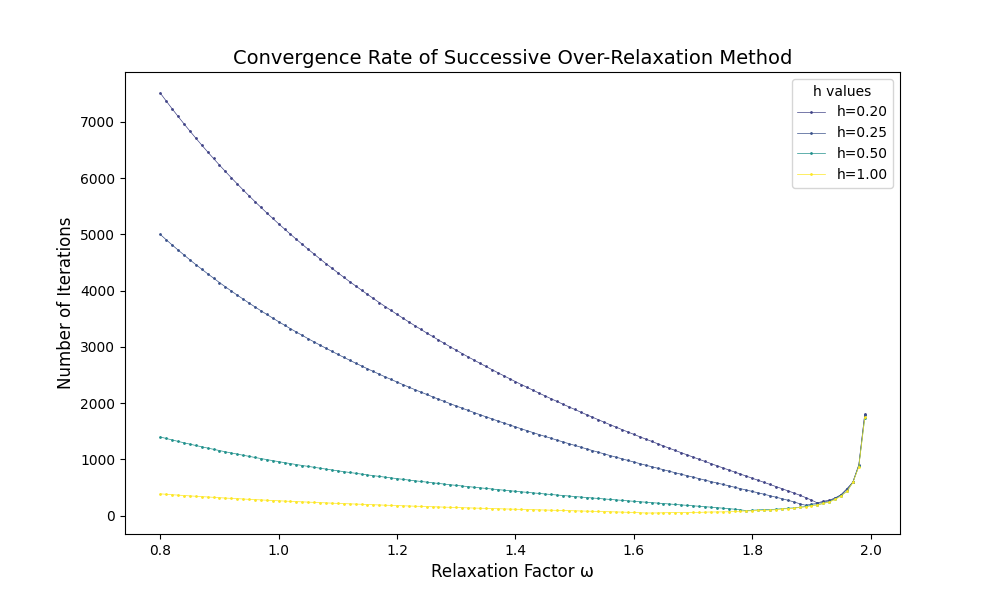 Convergence Rate of Successive Over-Relaxation Method
h values
h=0.20
h=0.25
h=0.50
h=1.00
Number of Iterations
7000
6000
5000
4000
3000
2000
1000
0
0.8 1.0 1.2 1.4 1.6 1.8 2.0
Relaxation Factor ω